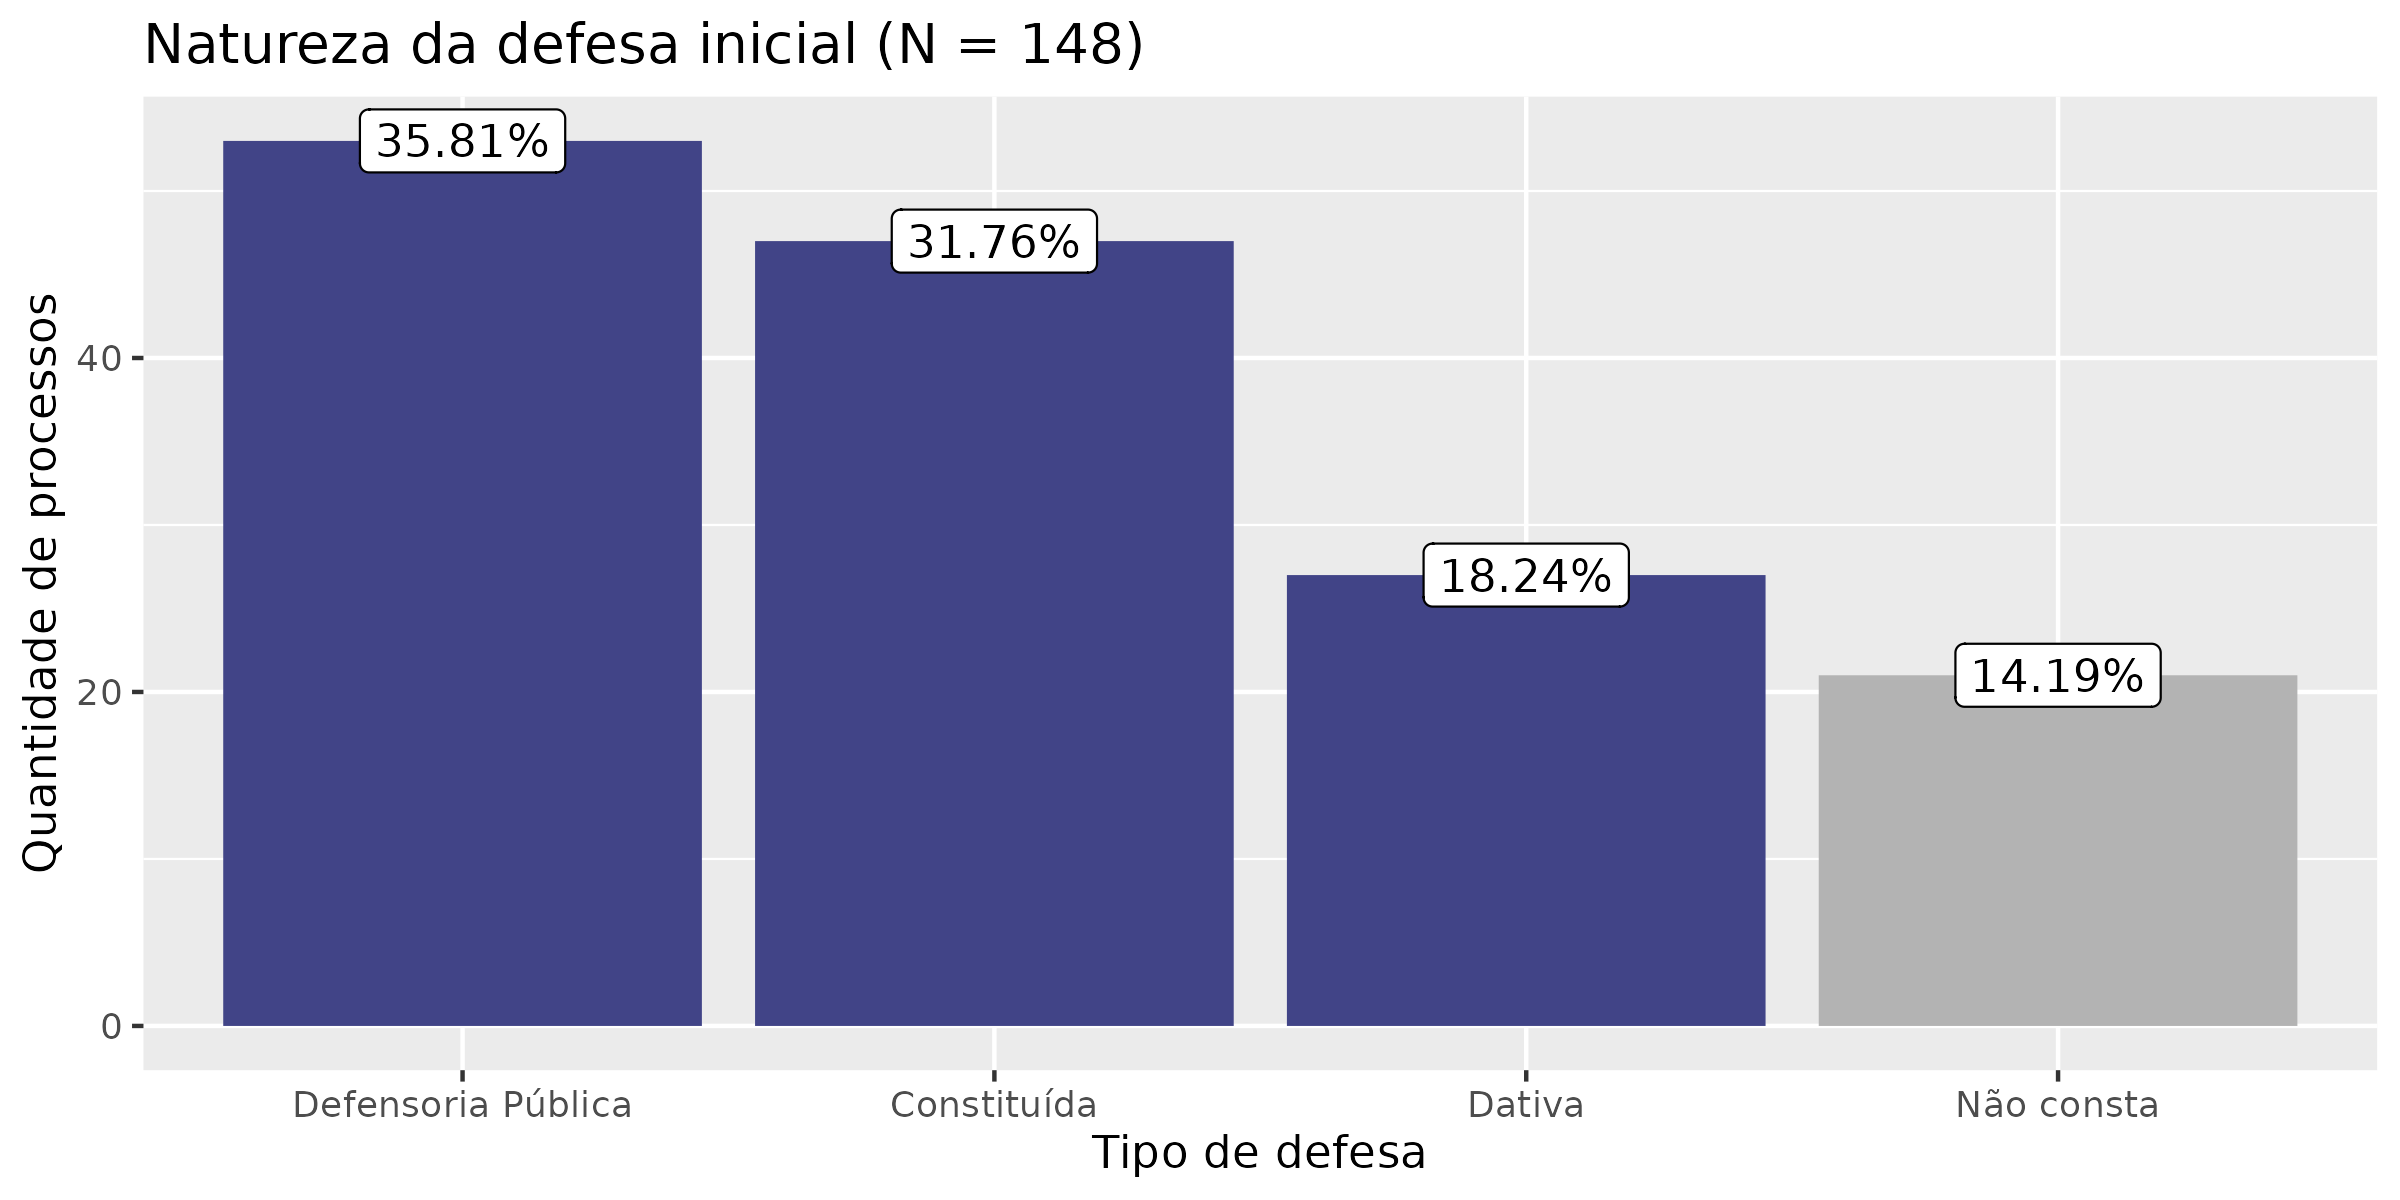 Natureza da defesa inicial (N = 148)
Quantidade de processos
40
20
0
35.81%
31.76%
18.24%
14.19%
Defensoria Pública
Constituída
Dativa
Não consta
Tipo de defesa